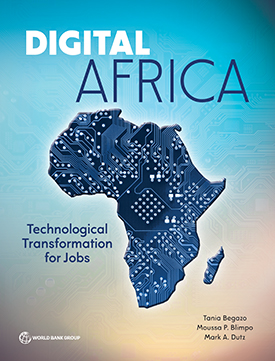 DIGITAL
AFRICA
Technological
Transformation
for Jobs
Tania Begazo
Moussa P. Blimpo
Mark A. Dutz
WORLD BANK GROUP